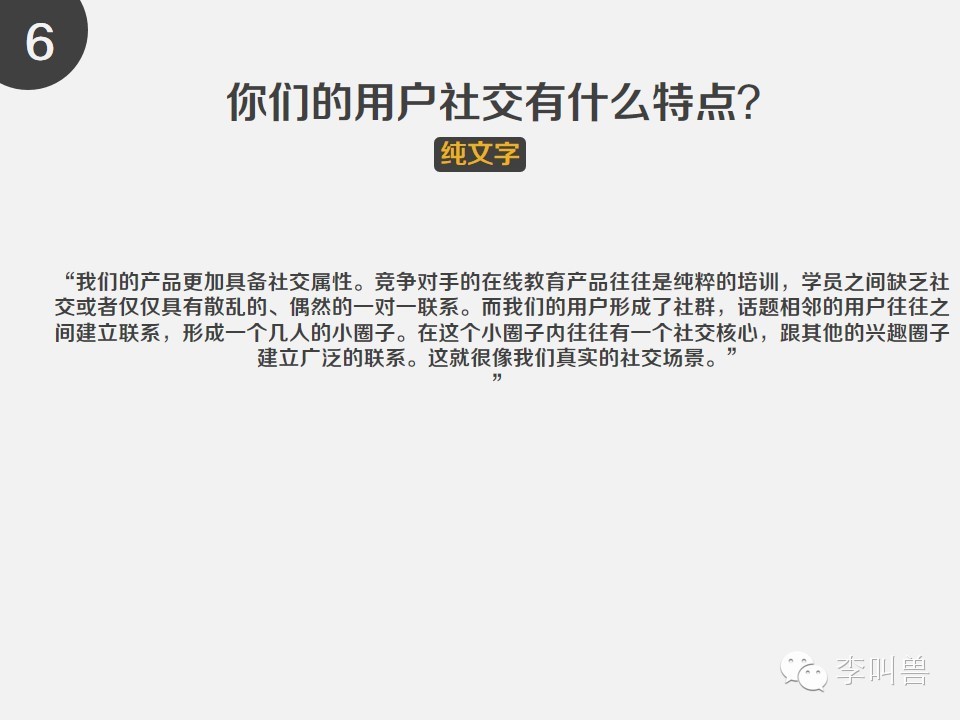 6
你们的用户社交有什么特点?
纯文字
“我们的产品更加具备社交属性。竞争对手的在线教育产品往往是纯粹的培训，学员之间缺乏社
交或者仅仅具有散乱的、偶然的一对一联系。而我们的用户形成了社群，话题相邻的用户往往之
间建立联系，形成一个几人的小圈子。在这个小圈子内往往有一个社交核心，跟其他的兴趣圈子
建立广泛的联系。这就很像我们真实的社交场景。”
”
李叫兽